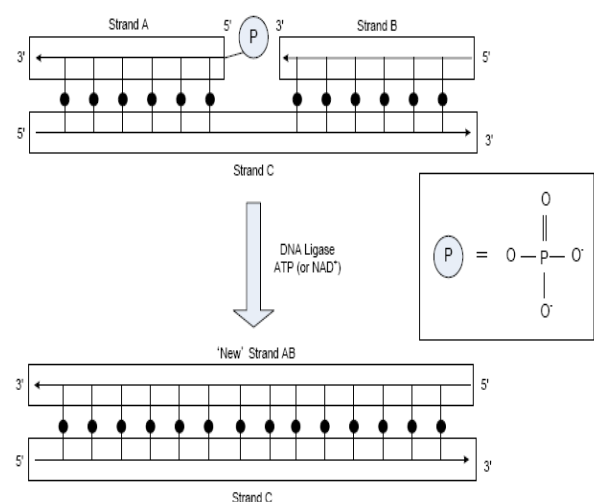 Strand A 5' P 3' Strand B
3' 5'
5' 3'
Strand C
DNA Ligase
ATP (or NAD⁺)
O
P = O — P — O⁻
O⁻
'New' Strand AB
3' 5'
5' 3'
Strand C